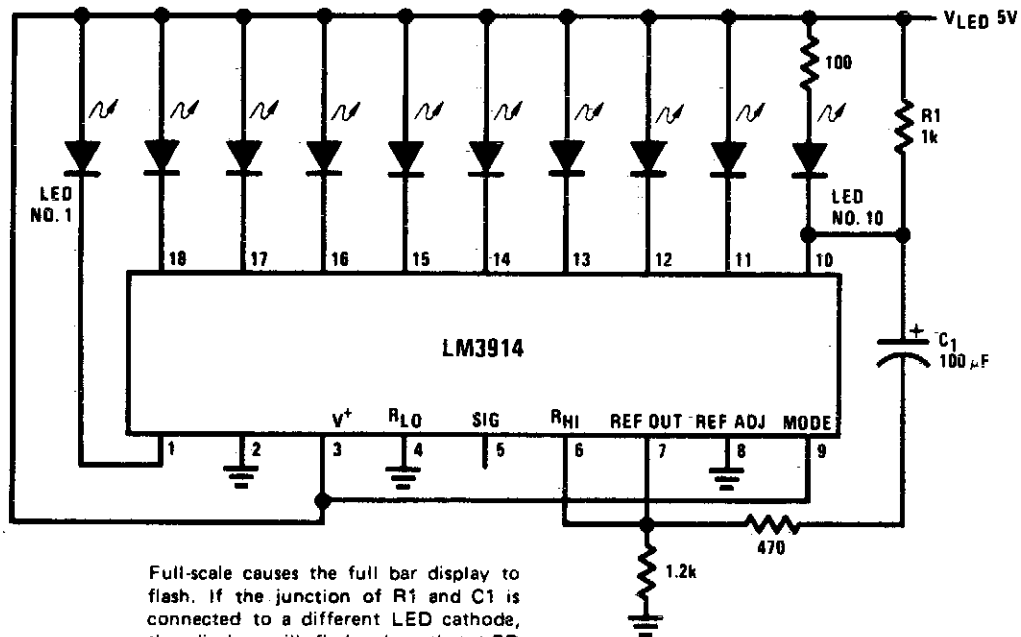 V LED 5V
100
R1
1k
LED
NO. 1
LED
NO. 10
18 17 16 15 14 13 12 11 10
LM3914
+
C1
100 μF
V+ RLO SIG RHI REF OUT REF ADJ MODE
1 2 3 4 5 6 7 8 9
470
1.2k
Full-scale causes the full bar display to
flash. If the junction of R1 and C1 is
connected to a different LED cathode,